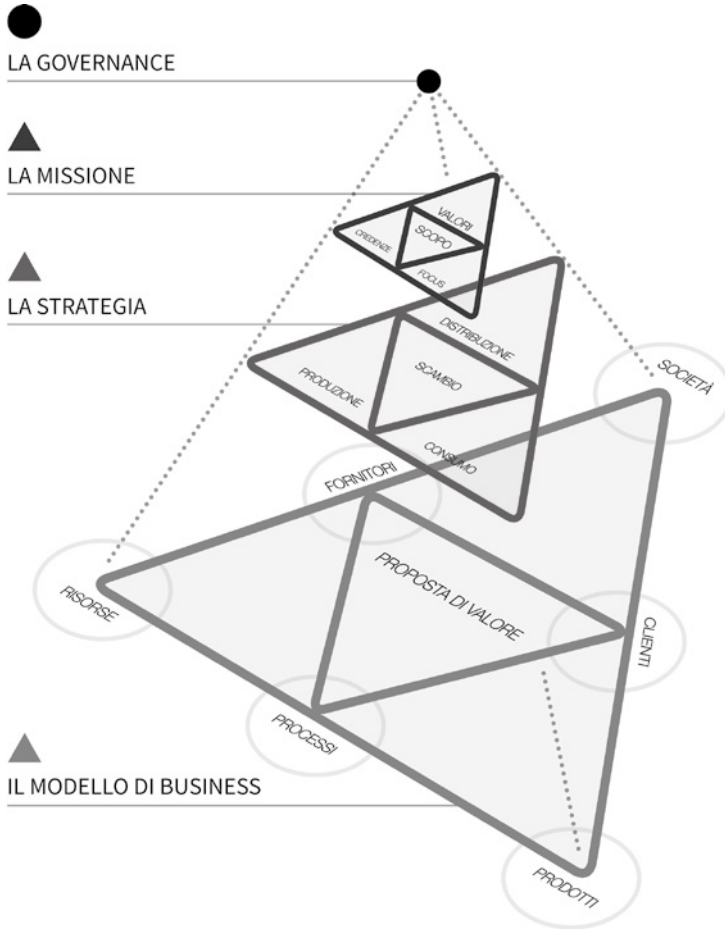 LA GOVERNANCE
LA MISSIONE
VALORI
CREDENZE
SCOPO
FOCUS
LA STRATEGIA
DISTRIBUZIONE
PRODUZIONE
SCAMBIO
CONSUMO
SOCIETÀ
FORNITORI
RISORSE
PROPOSTA DI VALORE
CLIENTI
PROCESSI
IL MODELLO DI BUSINESS
PRODOTTI